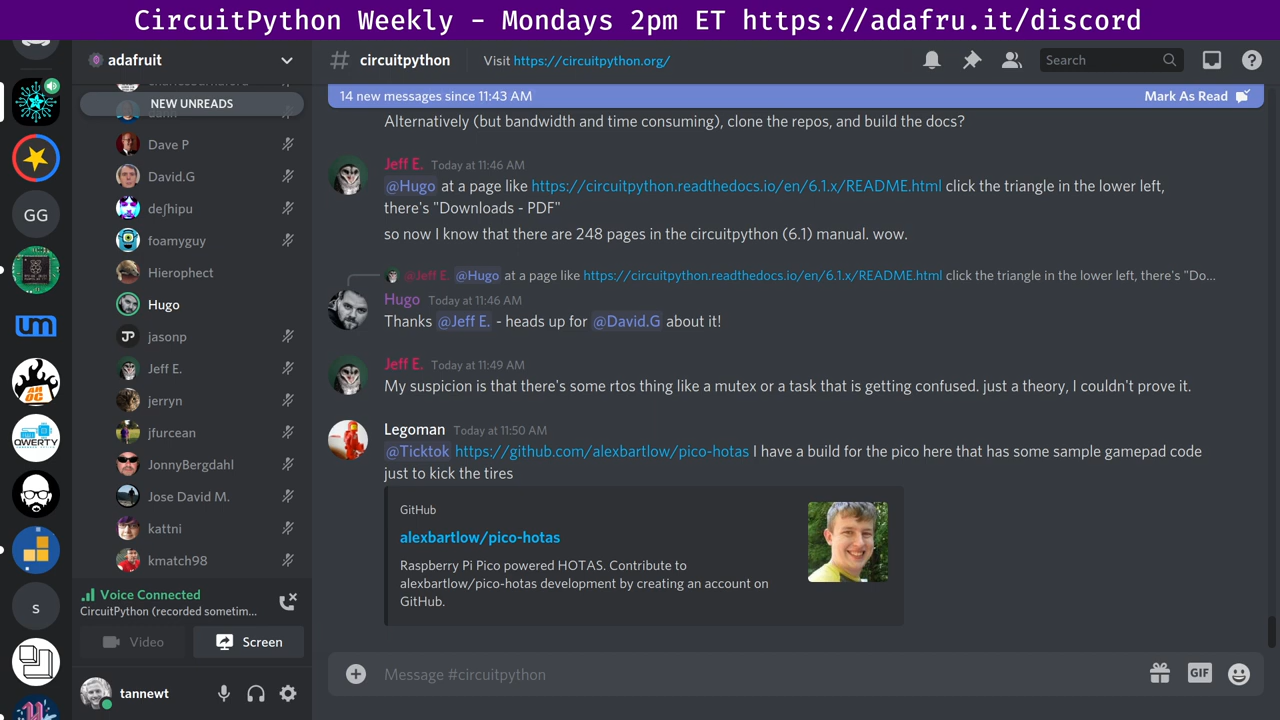 CircuitPython Weekly - Mondays 2pm ET https://adafru.it/discord
adafruit
# circuitpython
Visit https://circuitpython.org/
Search
NEW UNREADS
Dave P
David.G
deʃhipu
foamyguy
Hierophect
Hugo
JP jasonp
Jeff E.
jerryn
jfurcean
JonnyBergdahl
Jose David M.
kattni
kmatch98
GG
um
QWERTY
s
Voice Connected
CircuitPython (recorded sometim...
Video
Screen
tannewt
14 new messages since 11:43 AM
Mark As Read
Alternatively (but bandwidth and time consuming), clone the repos, and build the docs?
Jeff E. Today at 11:46 AM
@Hugo at a page like https://circuitpython.readthedocs.io/en/6.1.x/README.html click the triangle in the lower left,
there's "Downloads - PDF"
so now I know that there are 248 pages in the circuitpython (6.1) manual. wow.
@Jeff E. @Hugo at a page like https://circuitpython.readthedocs.io/en/6.1.x/README.html click the triangle in the lower left, there's "Do...
Hugo Today at 11:46 AM
Thanks @Jeff E. - heads up for @David.G about it!
Jeff E. Today at 11:49 AM
My suspicion is that there's some rtos thing like a mutex or a task that is getting confused. just a theory, I couldn't prove it.
Legoman Today at 11:50 AM
@Ticktok https://github.com/alexbartlow/pico-hotas I have a build for the pico here that has some sample gamepad code
just to kick the tires
GitHub
alexbartlow/pico-hotas
Raspberry Pi Pico powered HOTAS. Contribute to
alexbartlow/pico-hotas development by creating an account on
GitHub.
Message #circuitpython
GIF